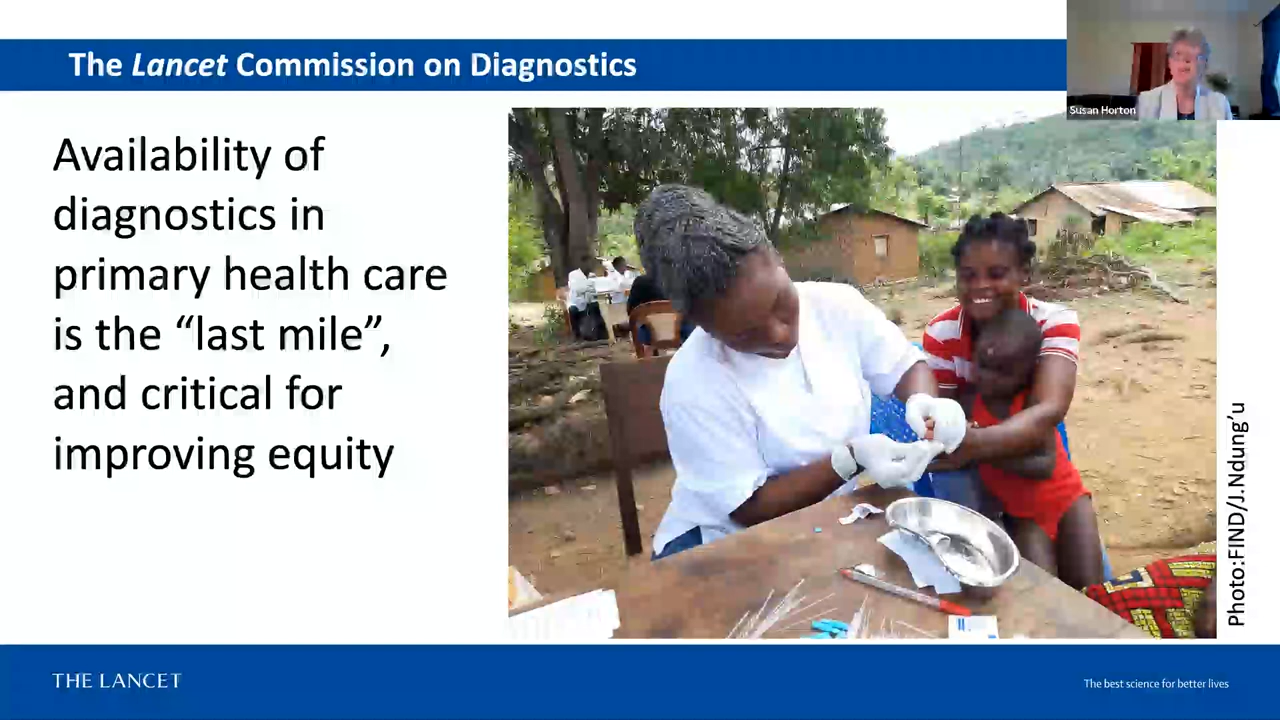 The Lancet Commission on Diagnostics
Susan Horton
Availability of
diagnostics in
primary health care
is the “last mile”,
and critical for
improving equity
Photo:FIND/J.Ndung’u
THE LANCET
The best science for better lives